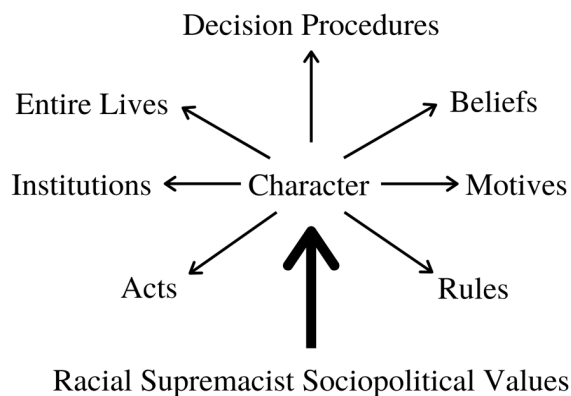 Decision Procedures
Entire Lives
Beliefs
Institutions
Character
Motives
Acts
Rules
Racial Supremacist Sociopolitical Values